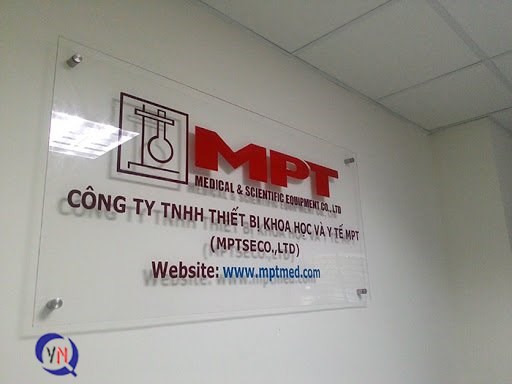 MPT
MEDICAL & SCIENTIFIC EQUIPMENT CO., LTD
CÔNG TY TNHH THIẾT BỊ KHOA HỌC VÀ Y TẾ MPT
(MPTSECO.,LTD)
Website: www.mptmed.com
VN